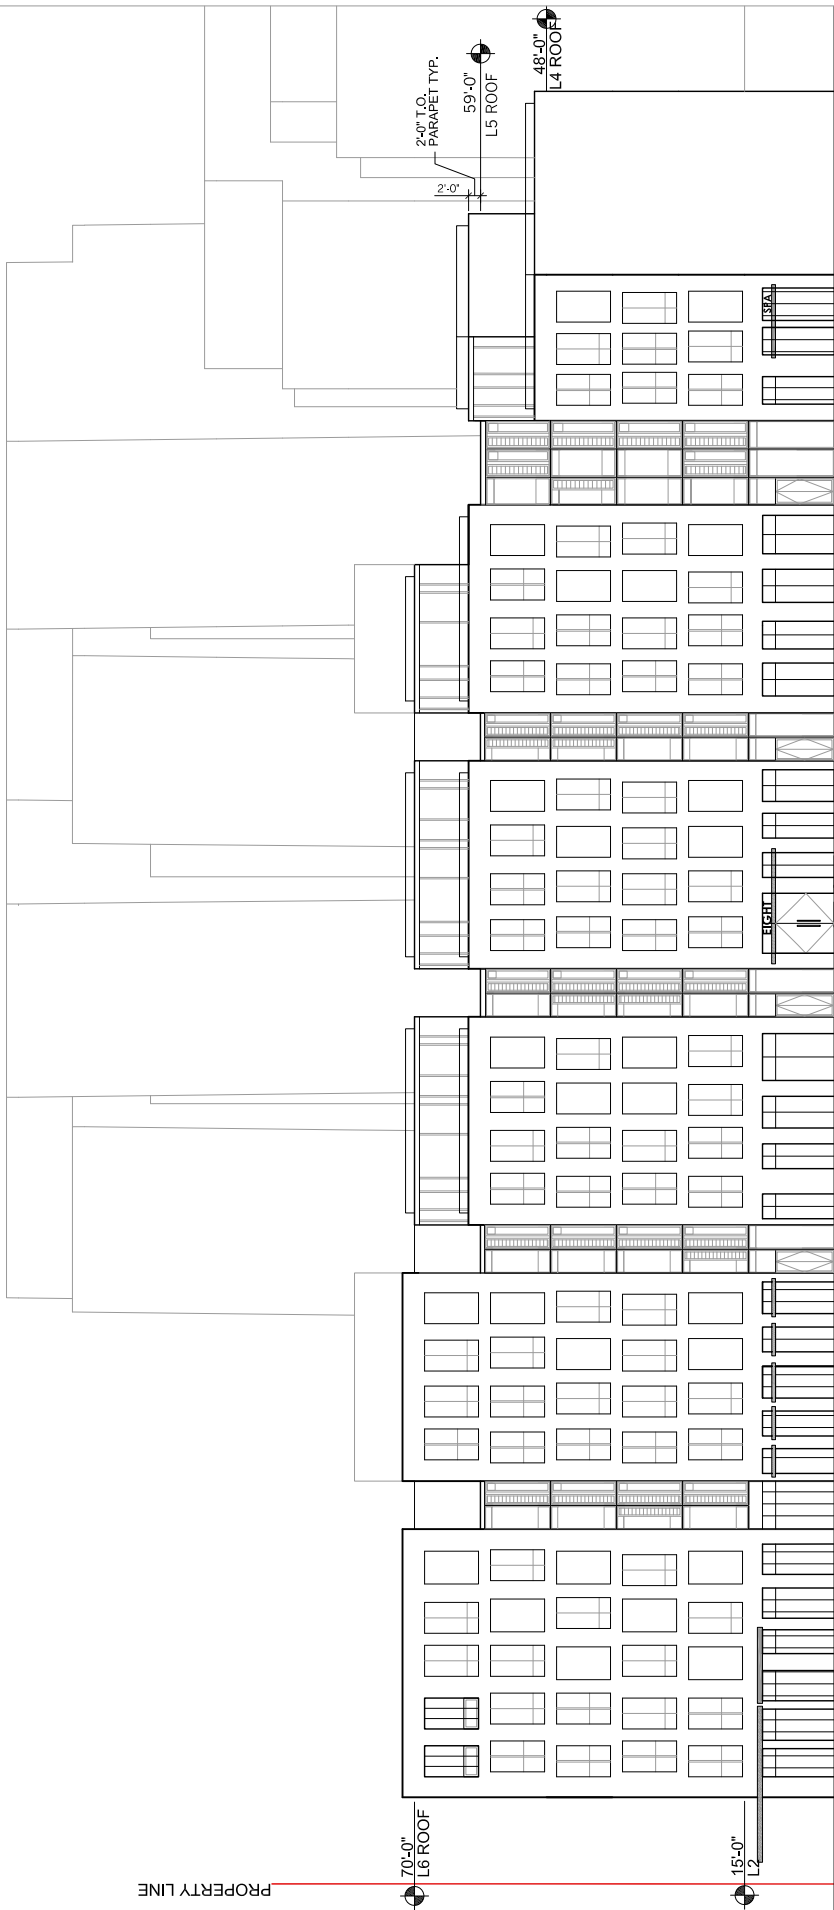 2'-0" T.O.
PARAPET TYP.
2'-0"
59'-0"
L5 ROOF
48'-0"
L4 ROOF
SPA
EIGHT
70'-0"
L6 ROOF
15'-0"
L2
PROPERTY LINE